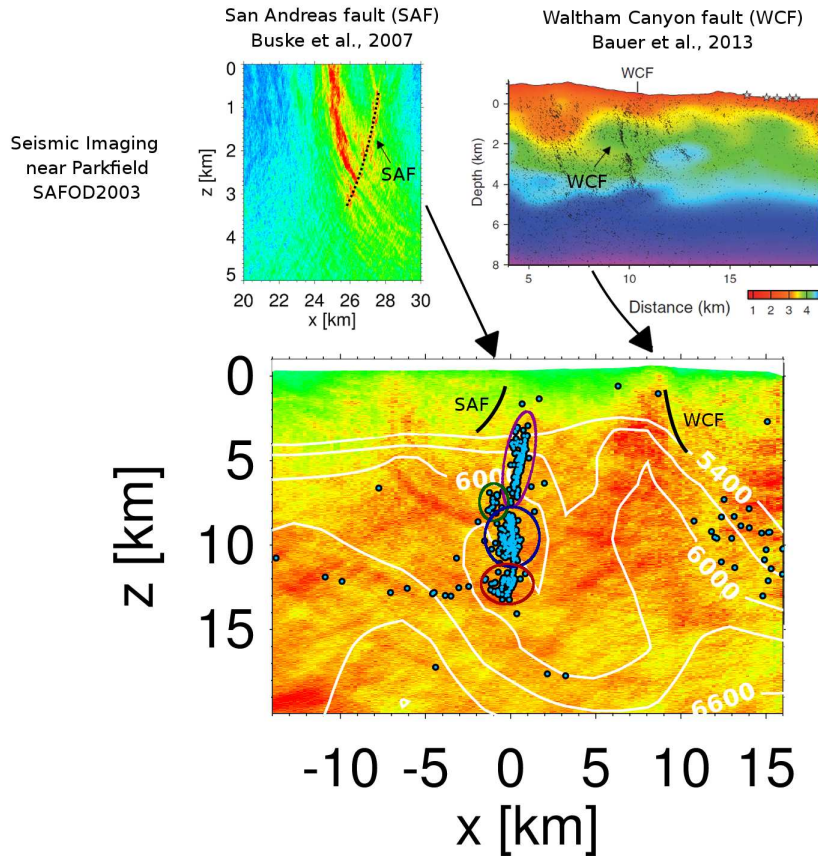 San Andreas fault (SAF)
Buske et al., 2007
Waltham Canyon fault (WCF)
Bauer et al., 2013
Seismic Imaging
near Parkfield
SAFOD2003
0
1
2
3
4
5
z [km]
SAF
20 22 24 26 28 30
x [km]
WCF
0
2
4
6
8
Depth (km)
WCF
5 10 15
Distance (km)
1 2 3 4
0
5
10
15
z [km]
SAF
WCF
6000
5400
6000
6600
-10 -5 0 5 10 15
x [km]